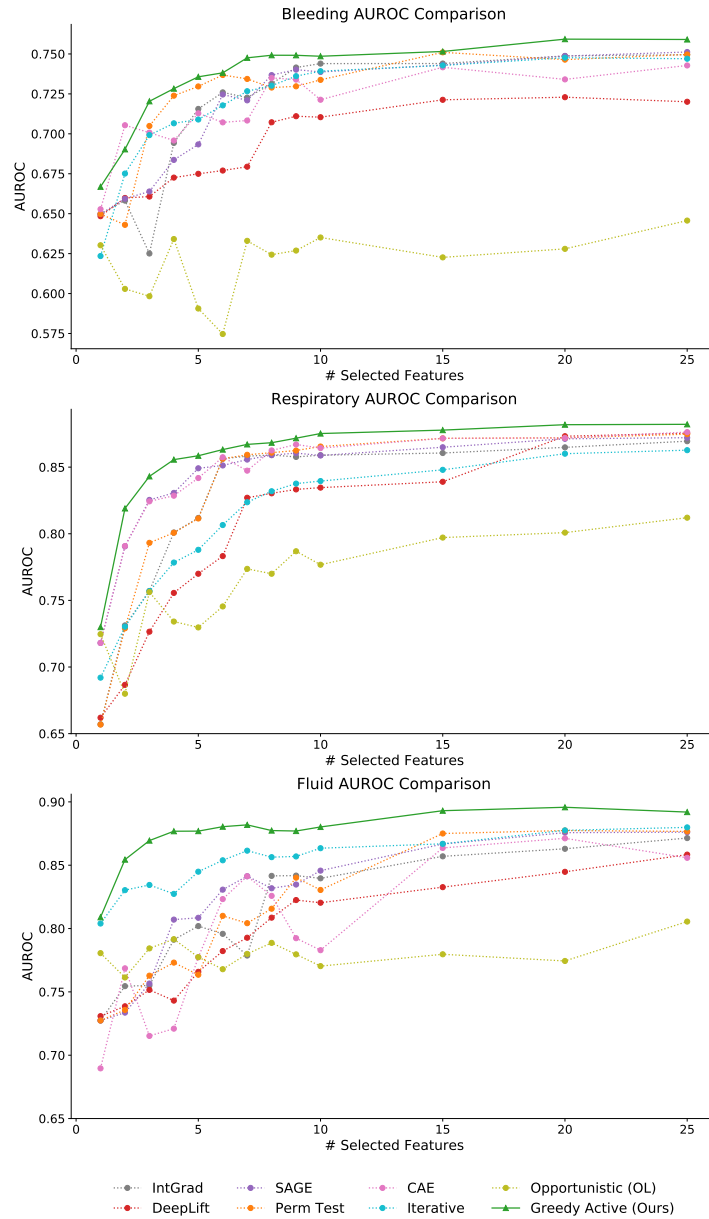 Bleeding AUROC Comparison
0.750
0.725
0.700
0.675
0.650
0.625
0.600
0.575
AUROC
0 5 10 15 20 25
# Selected Features
Respiratory AUROC Comparison
0.85
0.80
0.75
0.70
0.65
AUROC
0 5 10 15 20 25
# Selected Features
Fluid AUROC Comparison
0.90
0.85
0.80
0.75
0.70
0.65
AUROC
0 5 10 15 20 25
# Selected Features
IntGrad SAGE CAE Opportunistic (OL)
DeepLift Perm Test Iterative Greedy Active (Ours)